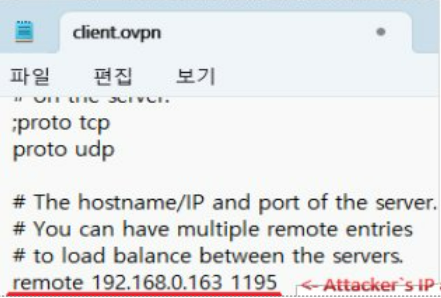 client.ovpn
파일 편집 보기
# on the server.
;proto tcp
proto udp
# The hostname/IP and port of the server.
# You can have multiple remote entries
# to load balance between the servers.
remote 192.168.0.163 1195 <- Attacker`s IP